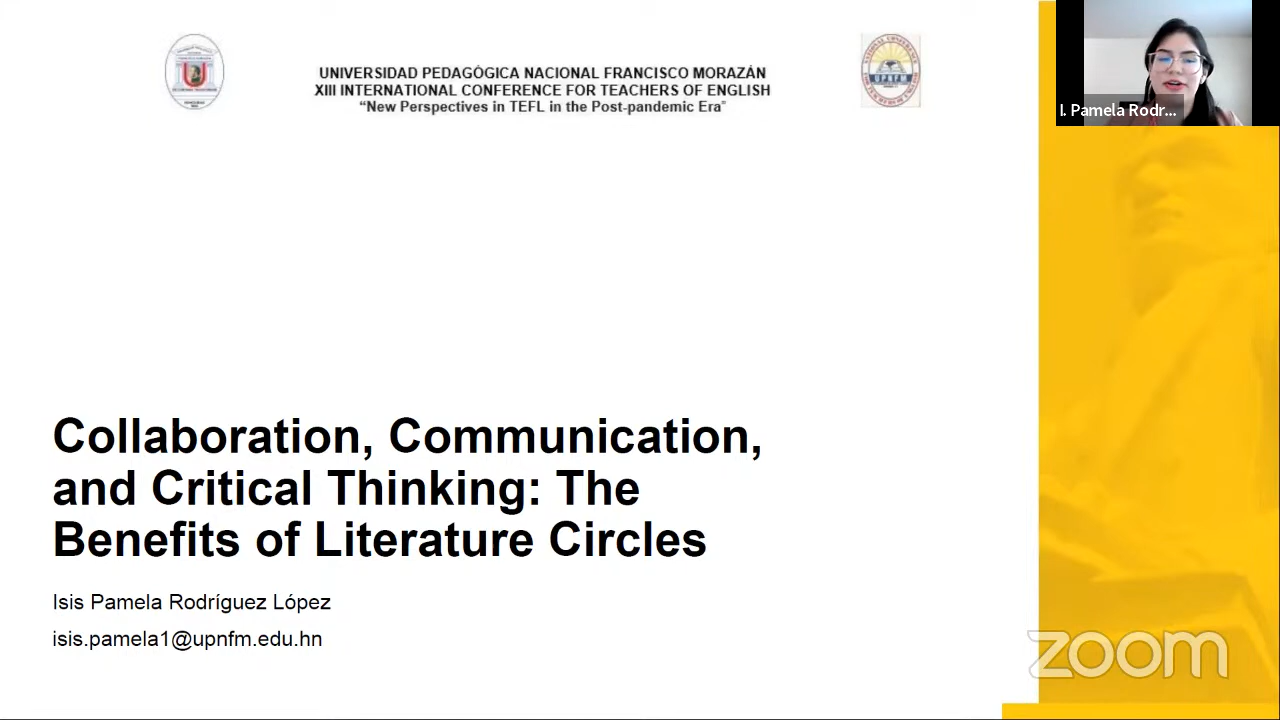 UNIVERSIDAD PEDAGÓGICA NACIONAL FRANCISCO MORAZÁN
XIII INTERNATIONAL CONFERENCE FOR TEACHERS OF ENGLISH
“New Perspectives in TEFL in the Post-pandemic Era”
UPNFM
I. Pamela Rodr...
Collaboration, Communication,
and Critical Thinking: The
Benefits of Literature Circles
Isis Pamela Rodríguez López
isis.pamela1@upnfm.edu.hn
zoom